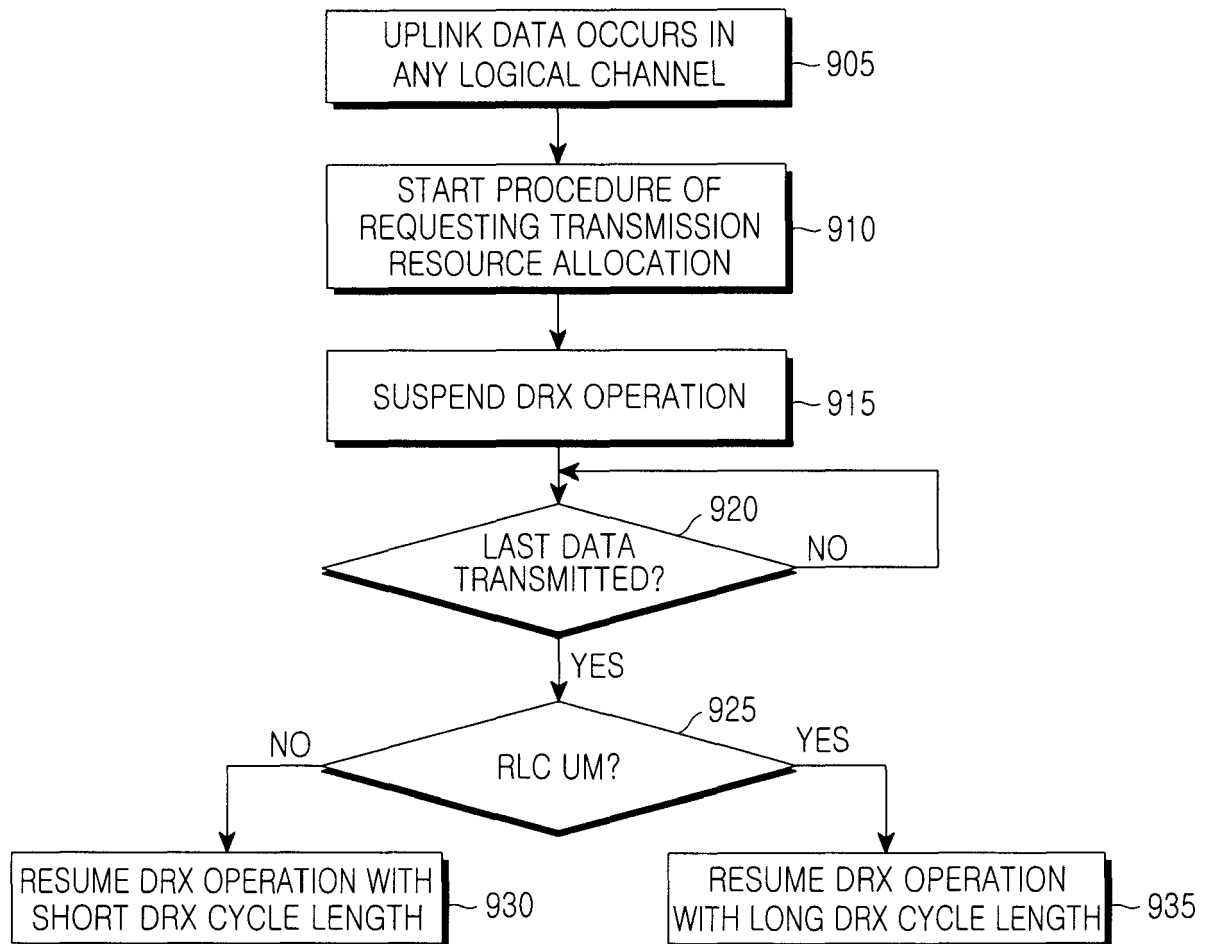 UPLINK DATA OCCURS IN
ANY LOGICAL CHANNEL
905
START PROCEDURE OF
REQUESTING TRANSMISSION
RESOURCE ALLOCATION
910
SUSPEND DRX OPERATION
915
920
LAST DATA
TRANSMITTED?
NO
YES
925
NO
RLC UM?
YES
RESUME DRX OPERATION WITH
SHORT DRX CYCLE LENGTH
930
RESUME DRX OPERATION
WITH LONG DRX CYCLE LENGTH
935